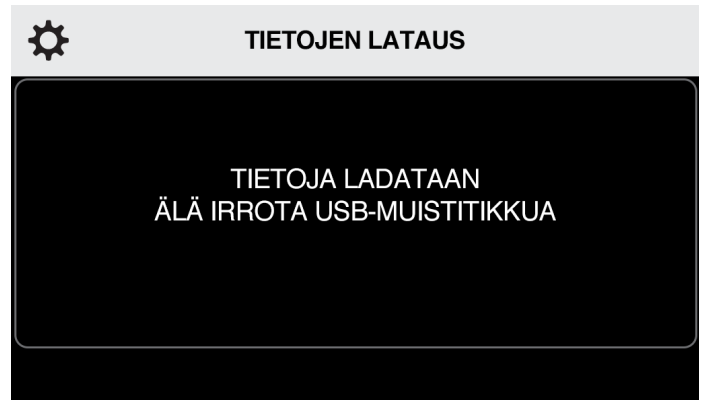 TIETOJEN LATAUS
TIETOJA LADATAAN
ÄLÄ IRROTA USB-MUISTITIKKUA